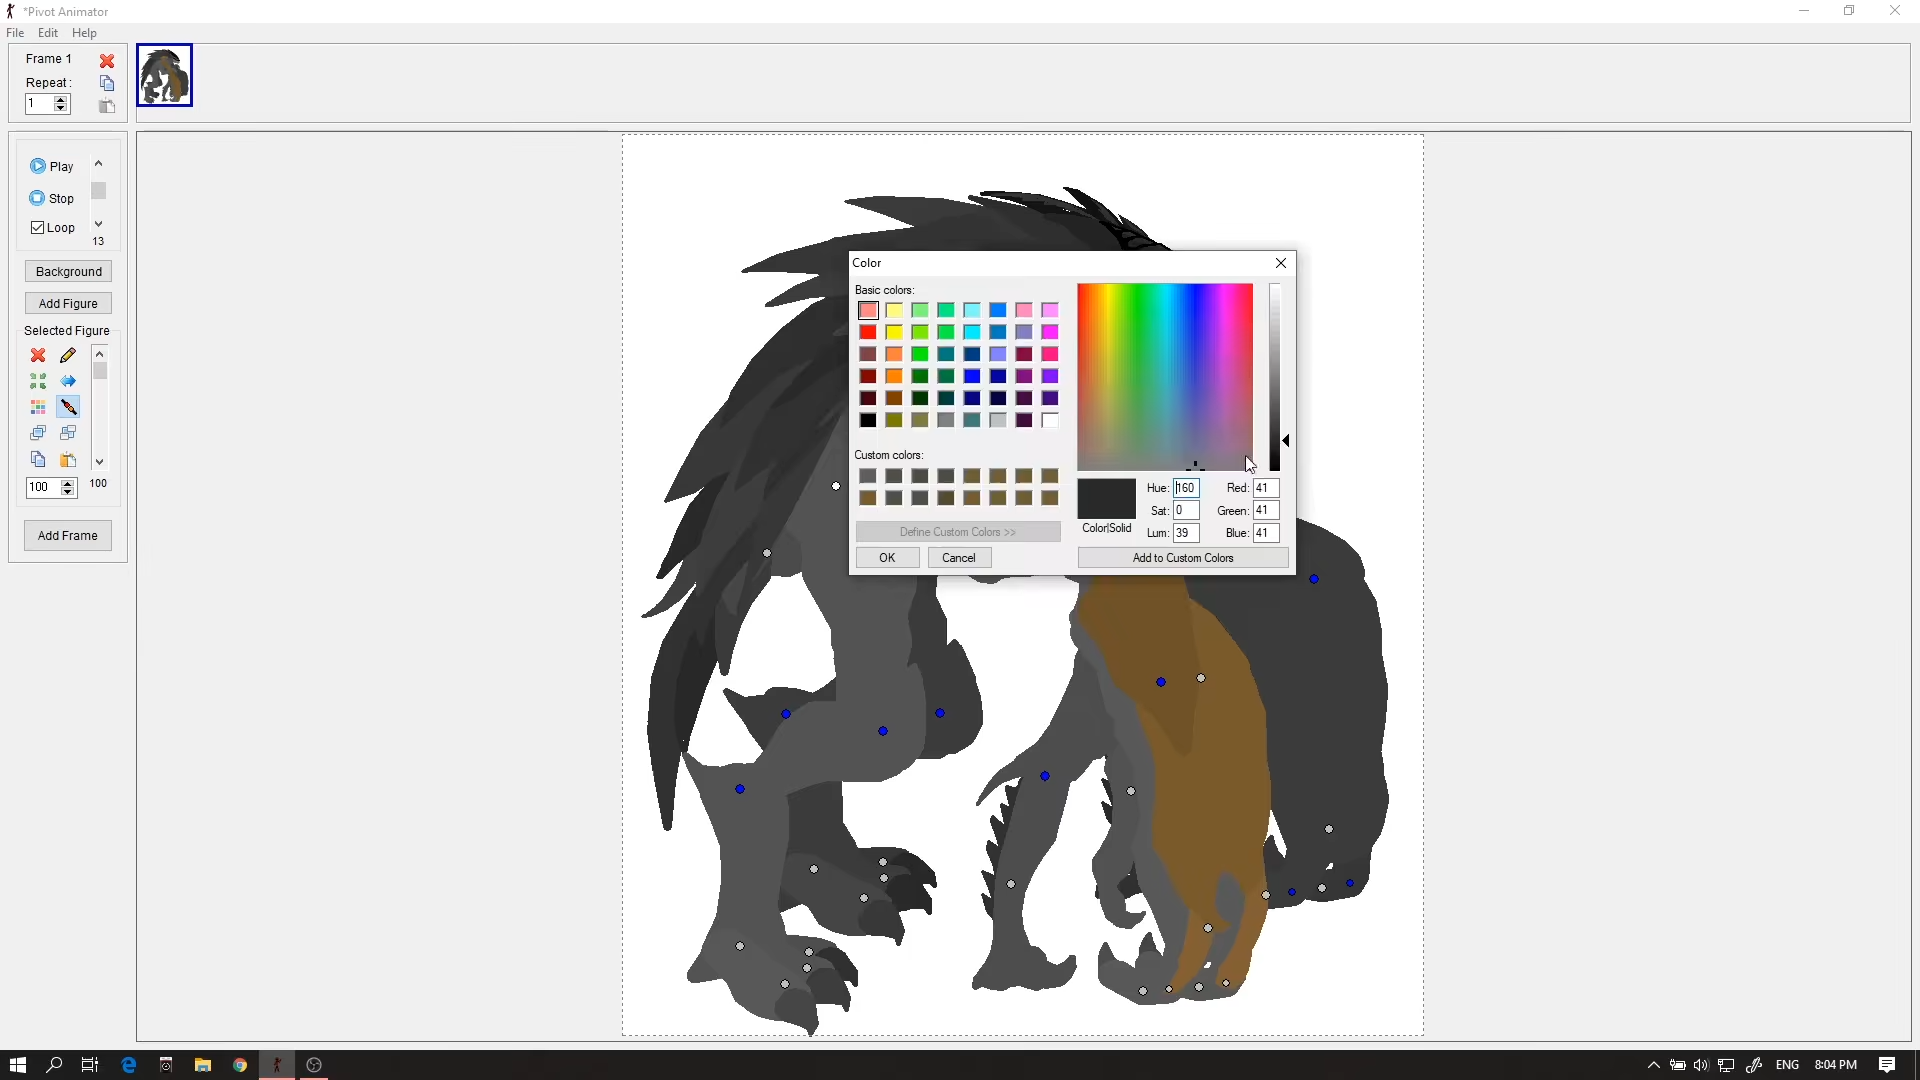 *Pivot Animator
File Edit Help
Frame 1
Repeat :
1
Play
Stop
Loop
13
Background
Add Figure
Selected Figure
100 100
Add Frame
Color
Basic colors:
Custom colors:
Define Custom Colors >>
OK Cancel
Hue: 160 Red: 41
Sat: 0 Green: 41
Color|Solid
Lum: 39 Blue: 41
Add to Custom Colors
ENG 8:04 PM